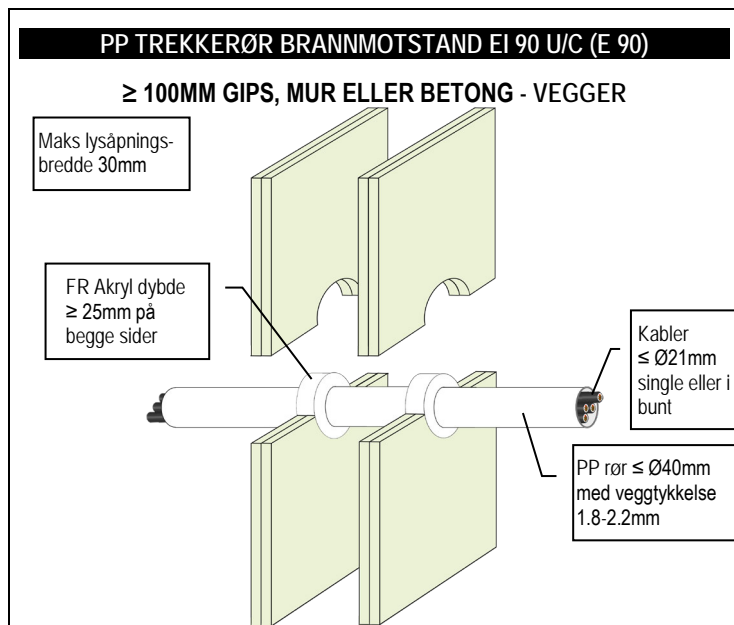 PP TREKKERØR BRANNMOTSTAND EI 90 U/C (E 90)
≥ 100MM GIPS, MUR ELLER BETONG - VEGGER
Maks lysåpnings-
bredde 30mm
FR Akryl dybde
≥ 25mm på
begge sider
Kabler
≤ Ø21mm
single eller i
bunt
PP rør ≤ Ø40mm
med veggtykkelse
1.8-2.2mm